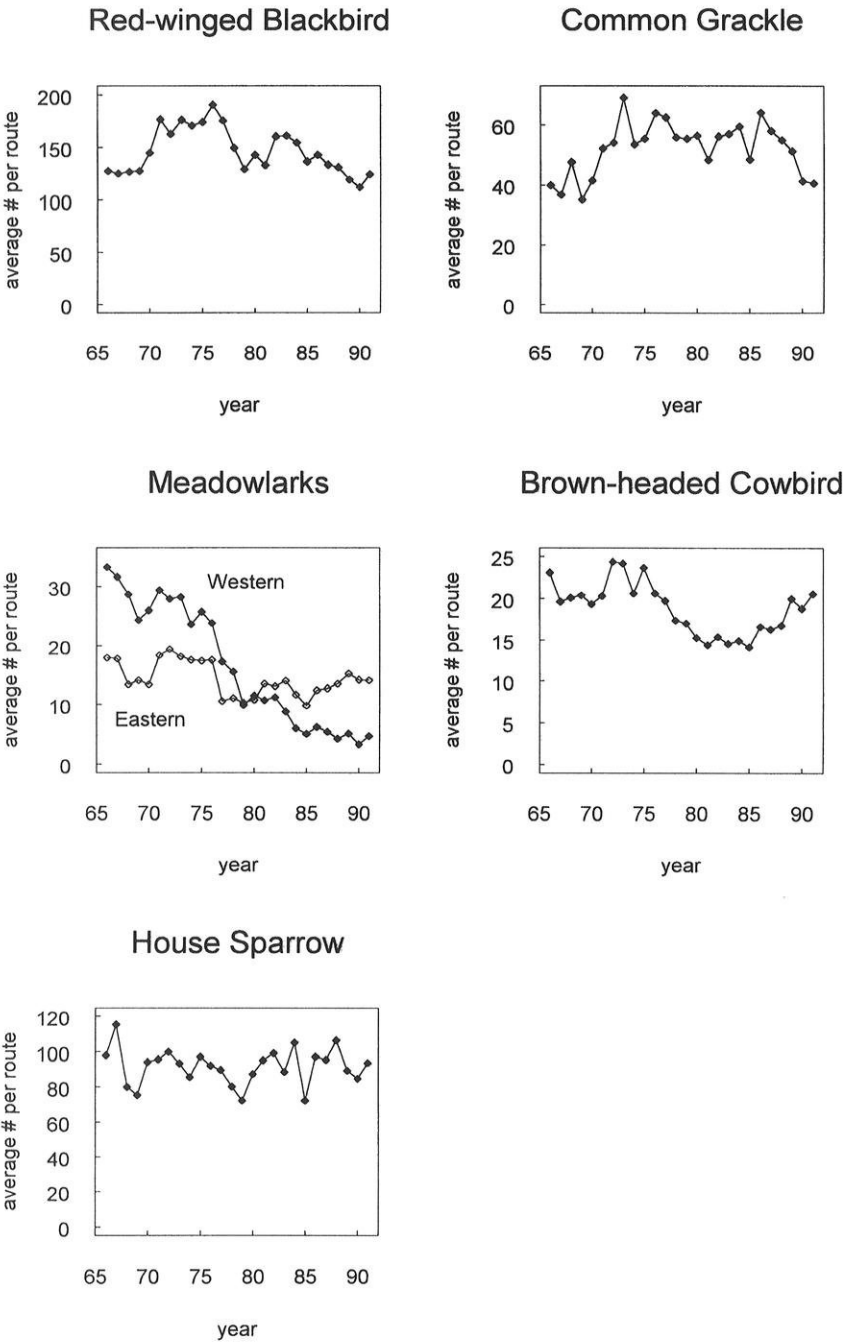 Red-winged Blackbird
average # per route
200
150
100
50
0
65 70 75 80 85 90
year
Common Grackle
average # per route
60
40
20
0
65 70 75 80 85 90
year
Meadowlarks
average # per route
30
20
10
0
Western
Eastern
65 70 75 80 85 90
year
Brown-headed Cowbird
average # per route
25
20
15
10
5
0
65 70 75 80 85 90
year
House Sparrow
average # per route
120
100
80
60
40
20
0
65 70 75 80 85 90
year